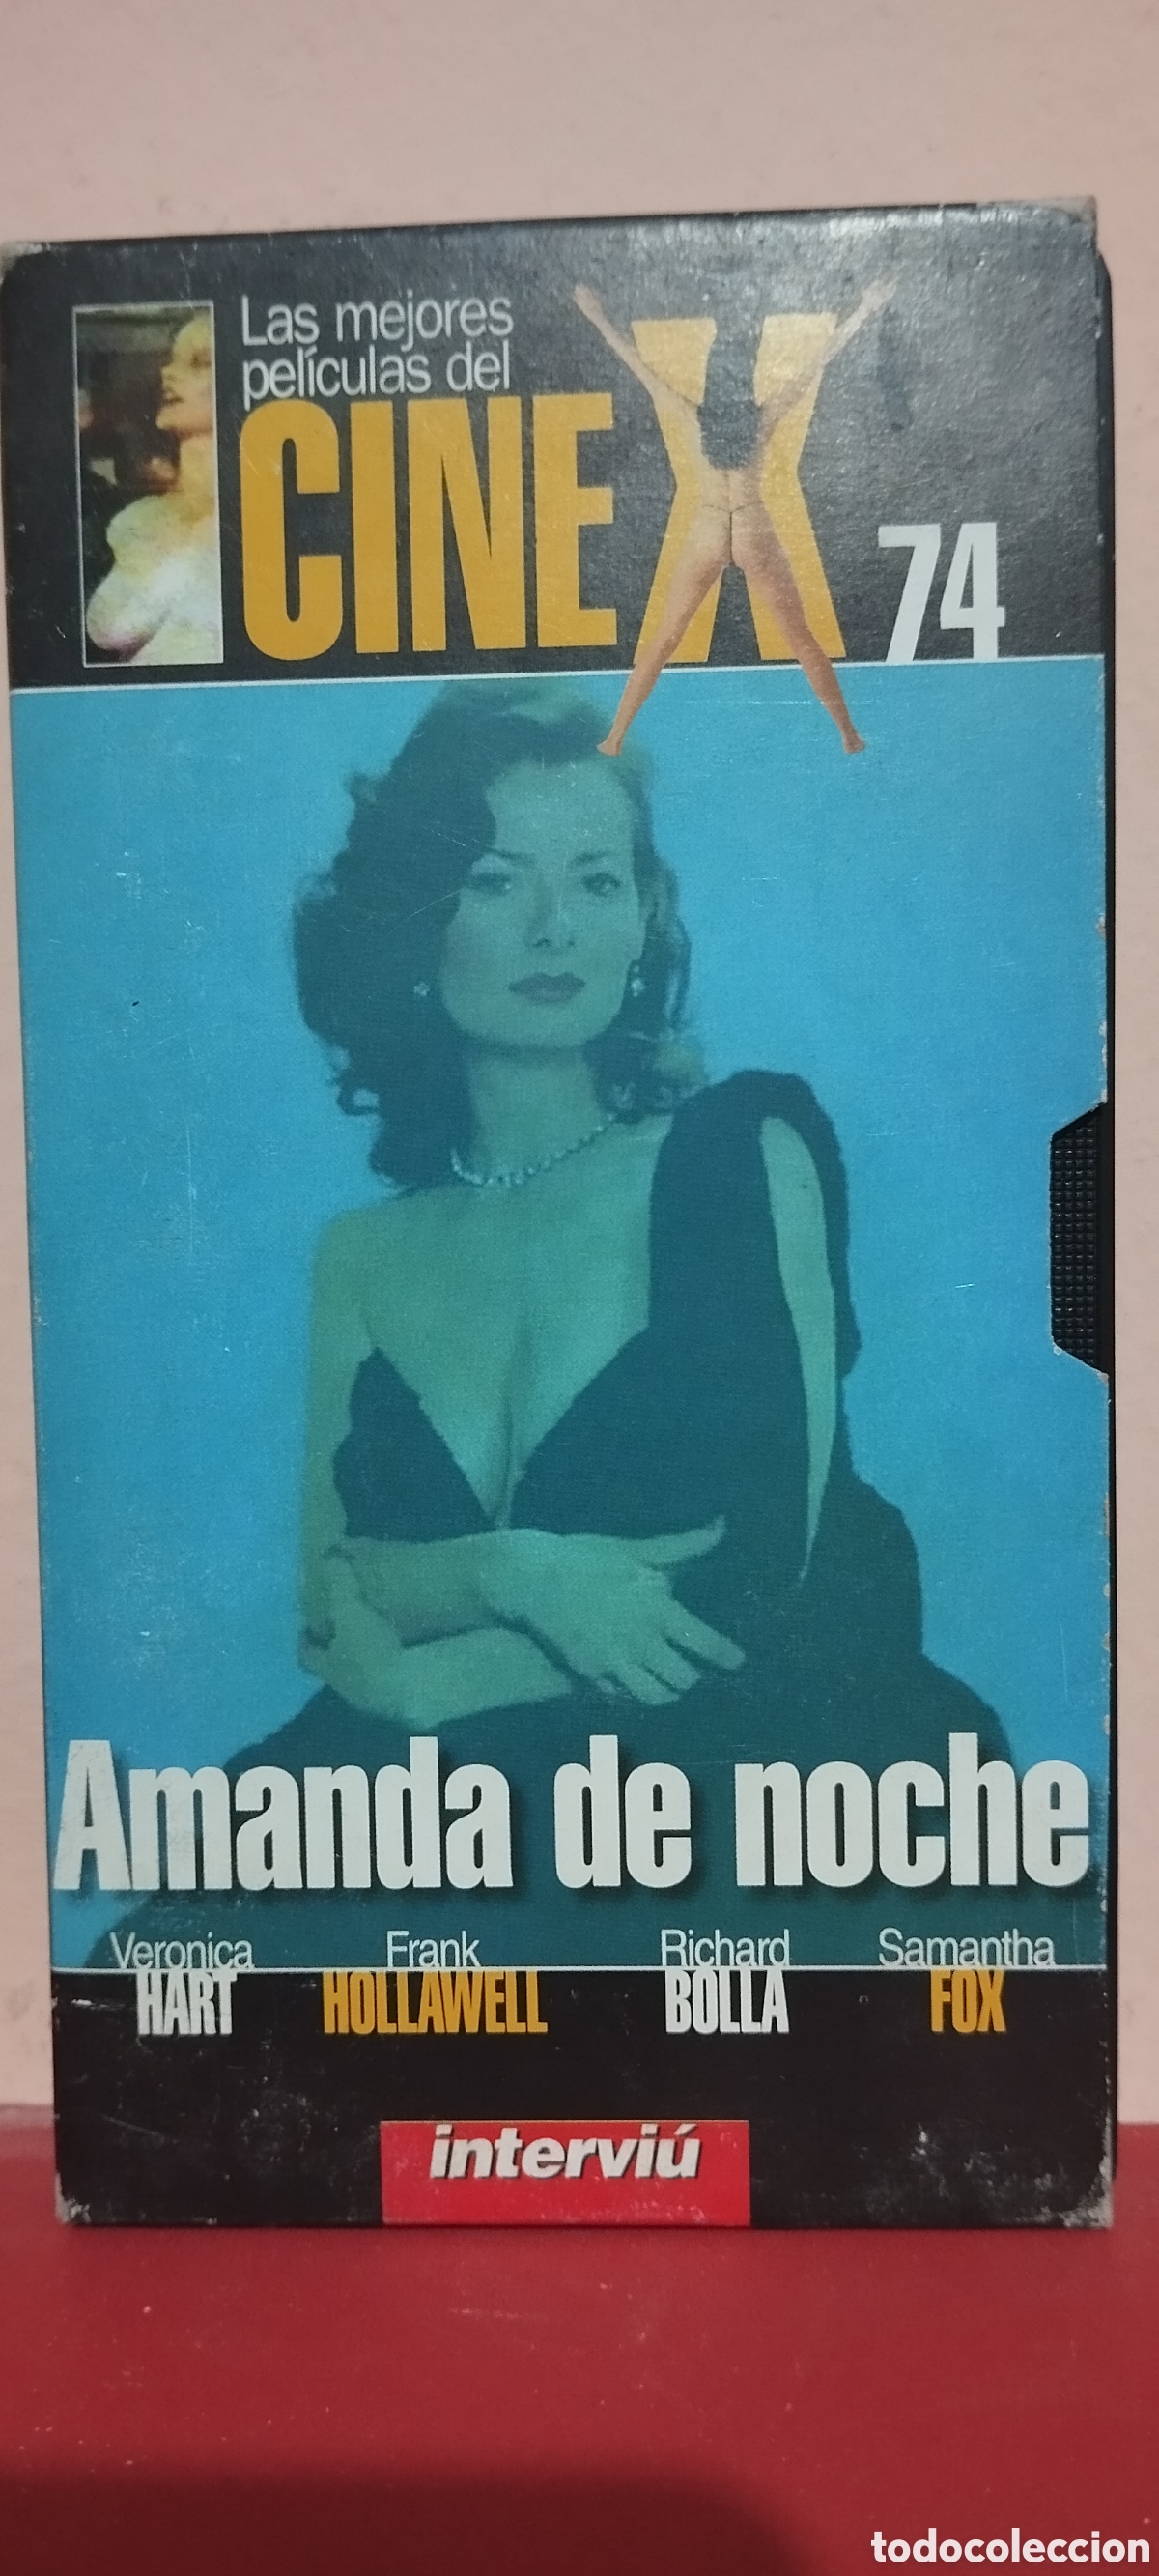 Las mejores
películas del
CINE X 74
Amanda de noche
Veronica Frank Richard Samantha
HART HOLLAWELL BOLLA FOX
interviú
todocoleccion